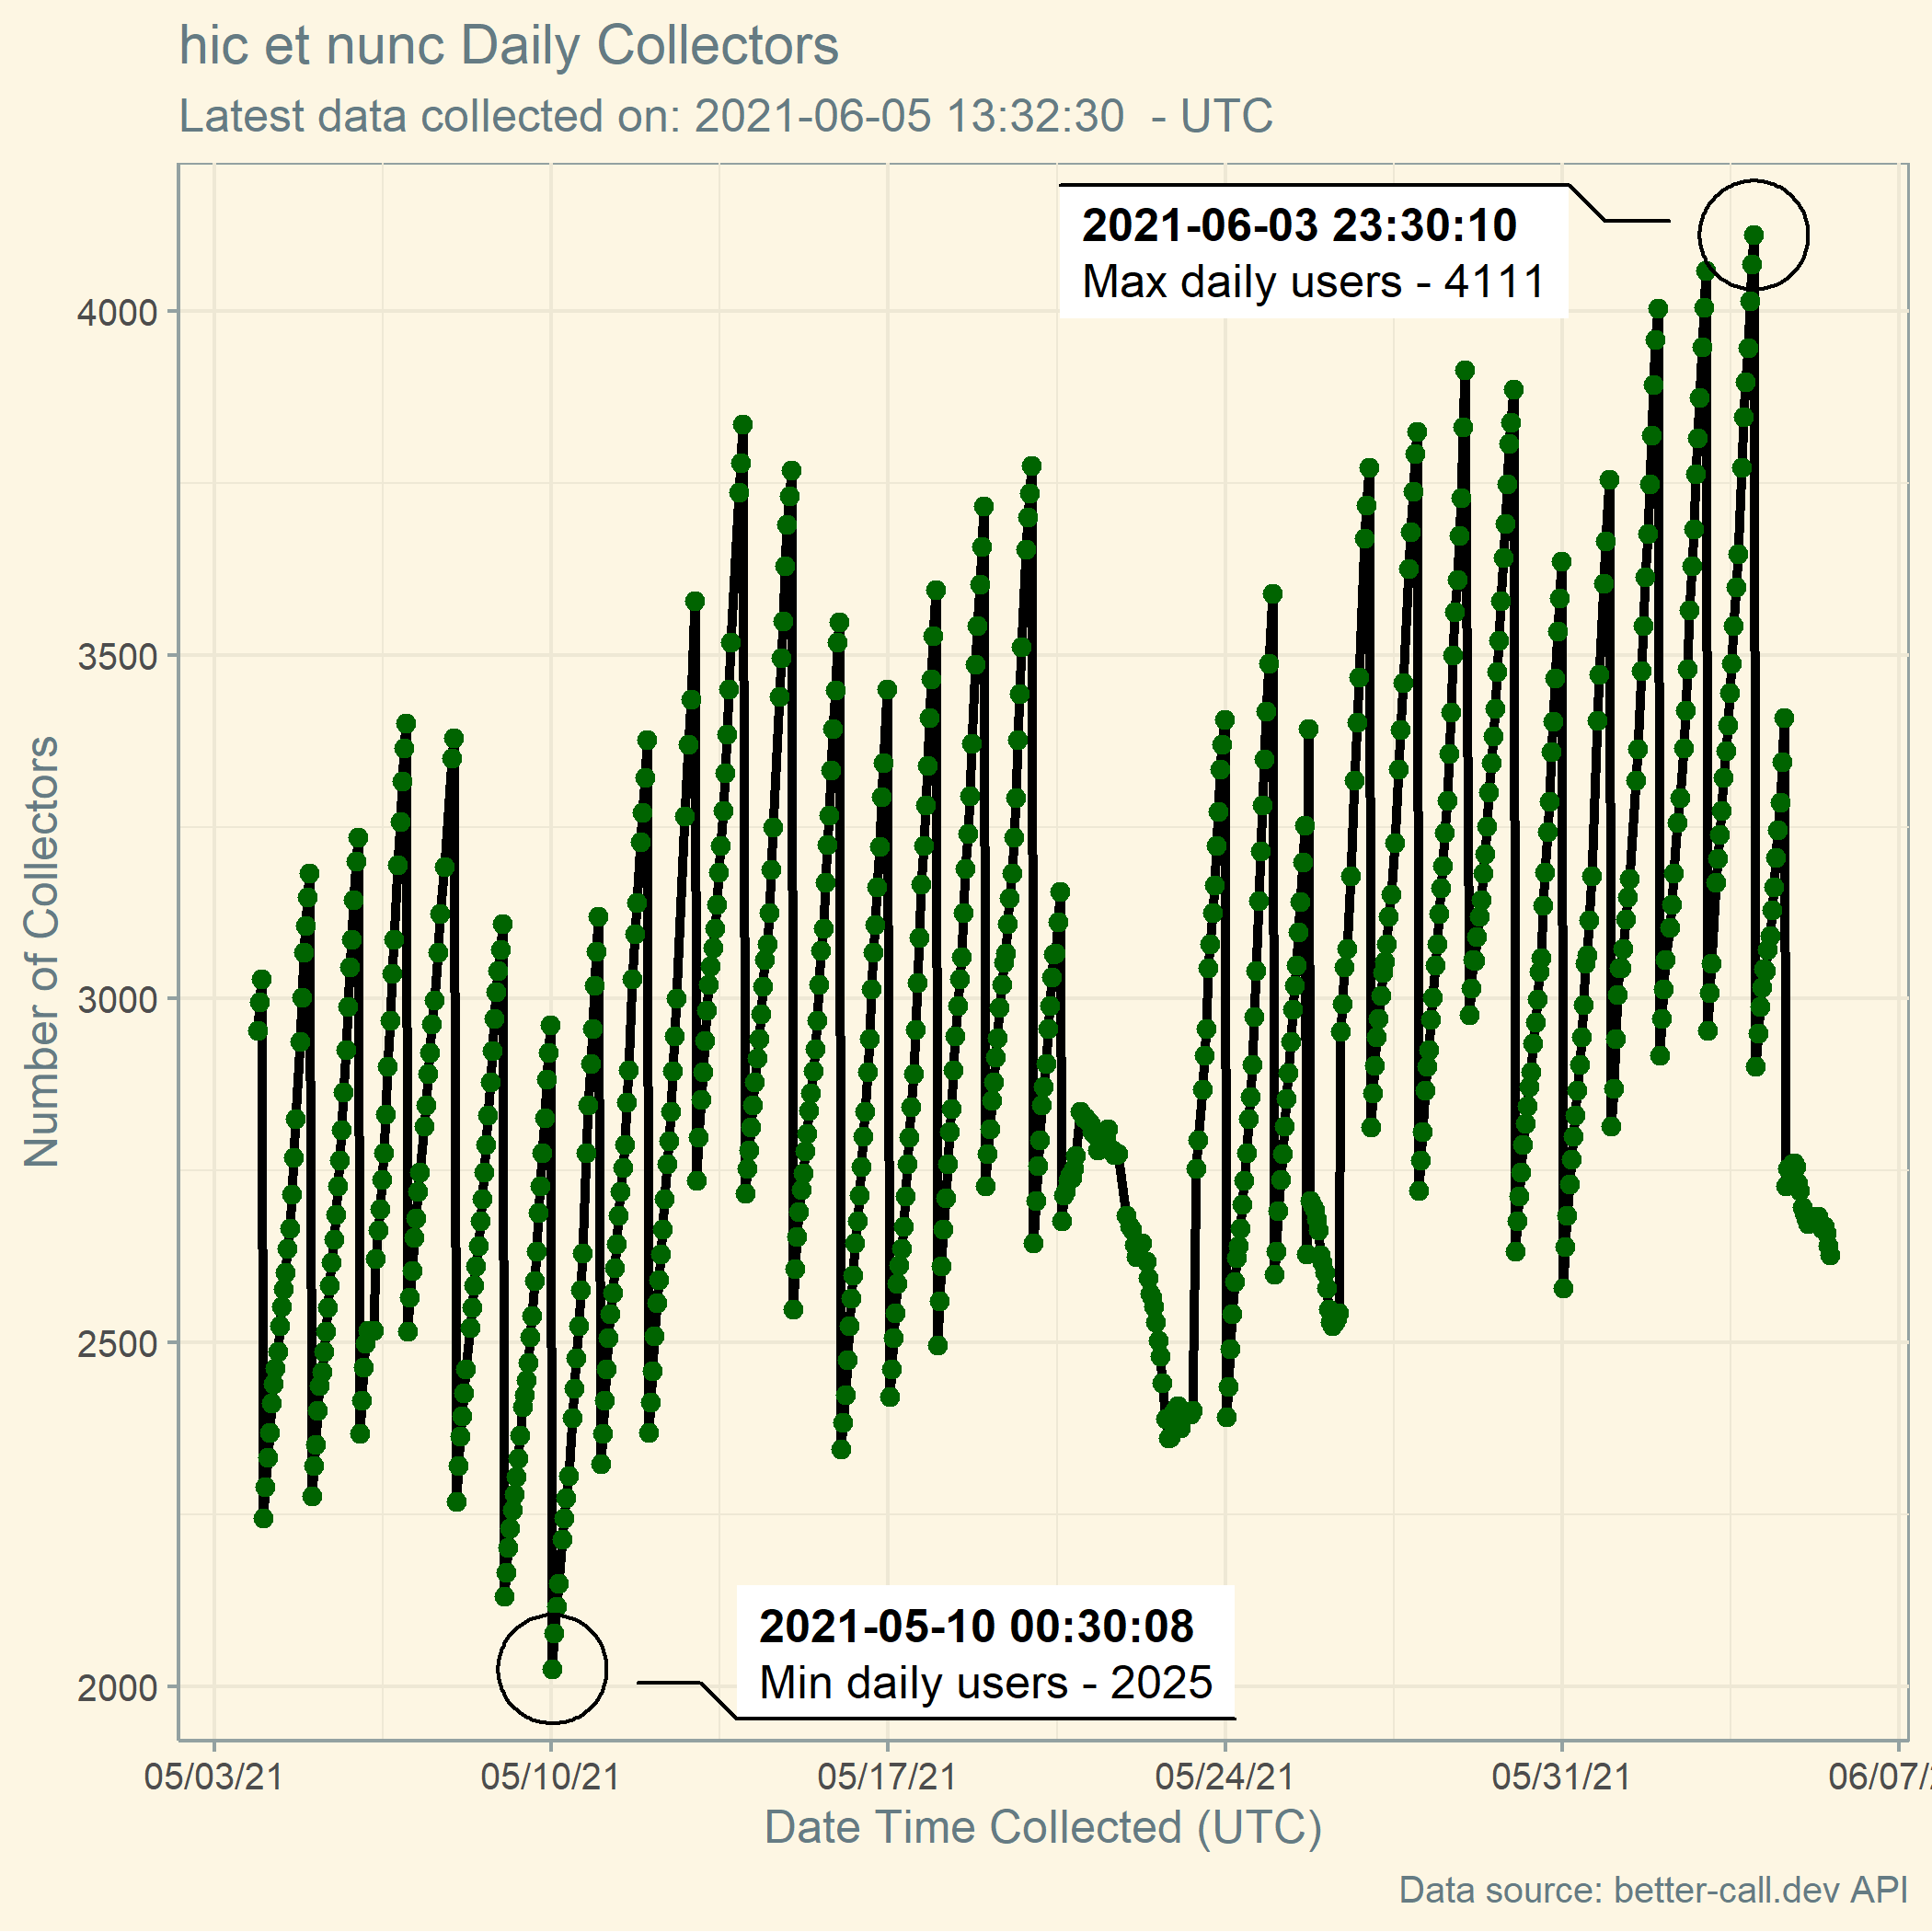 hic et nunc Daily Collectors
Latest data collected on: 2021-06-05 13:32:30  - UTC
2021-06-03 23:30:10
Max daily users - 4111
4000
3500
3000
2500
2000
Number of Collectors
2021-05-10 00:30:08
Min daily users - 2025
05/03/21
05/10/21
05/17/21
05/24/21
05/31/21
06/07/2
Date Time Collected (UTC)
Data source: better-call.dev API